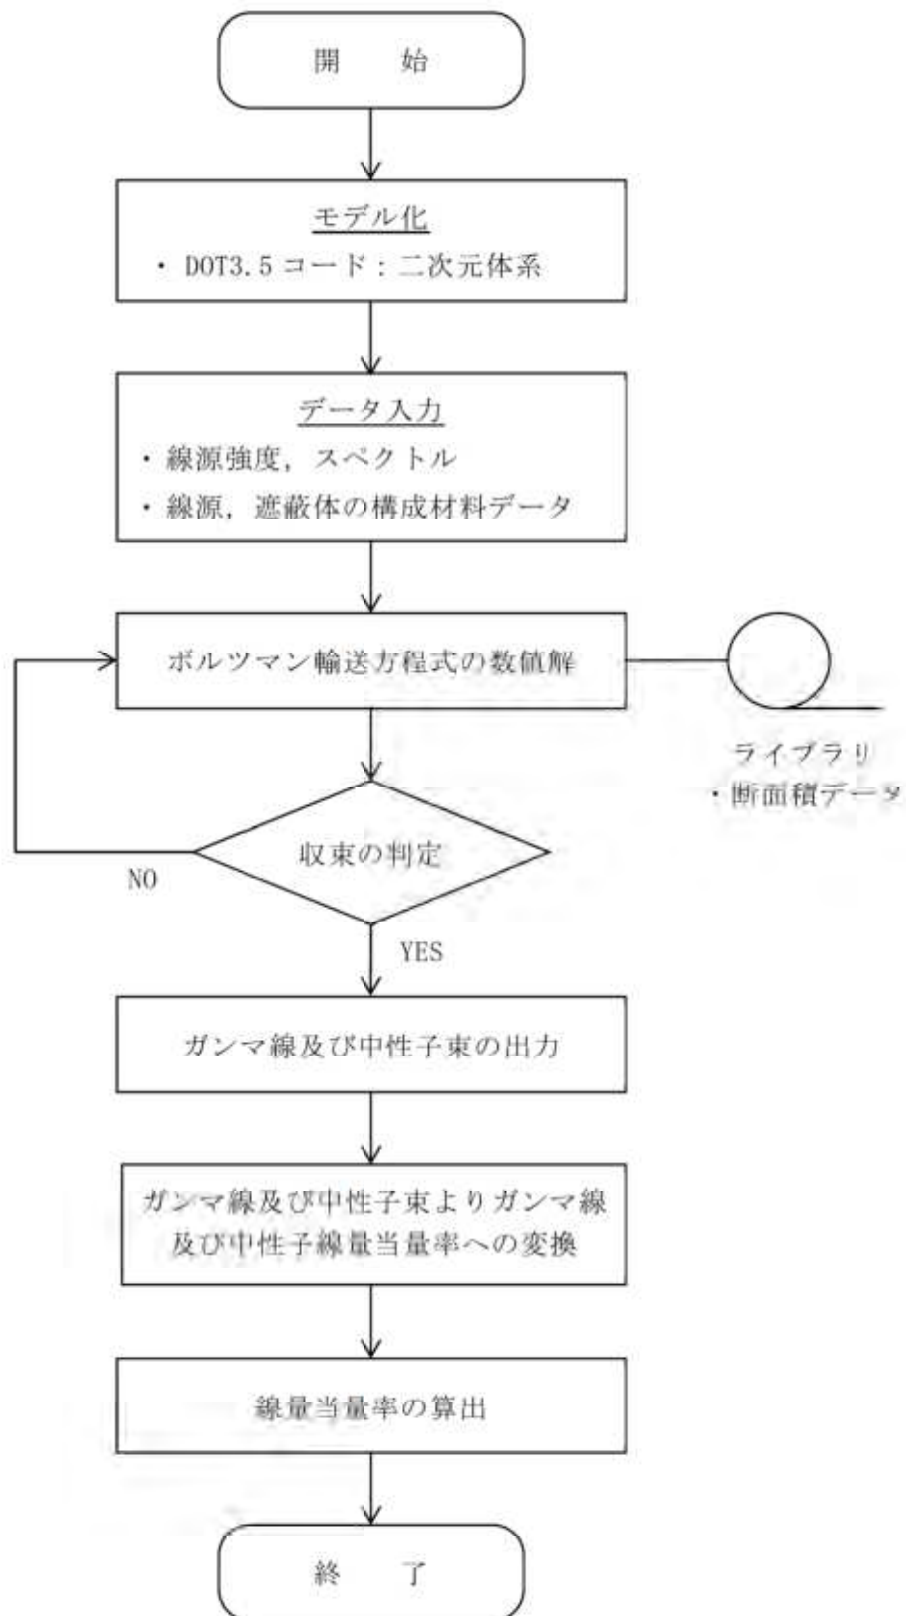 開　始
モデル化
・DOT3.5 コード：二次元体系
データ入力
・線源強度，スペクトル
・線源，遮蔽体の構成材料データ
ボルツマン輸送方程式の数値解
ライブラリ
・断面積データ
収束の判定
NO
YES
ガンマ線及び中性子束の出力
ガンマ線及び中性子束よりガンマ線
及び中性子線量当量率への変換
線量当量率の算出
終　了